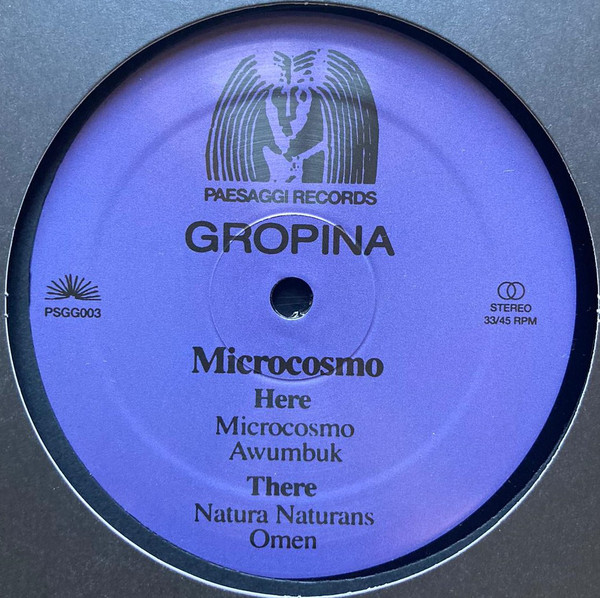 PAESAGGI RECORDS
GROPINA
PSGG003
STEREO
33/45 RPM
Microcosmo
Here
Microcosmo
Awumbuk
There
Natura Naturans
Omen